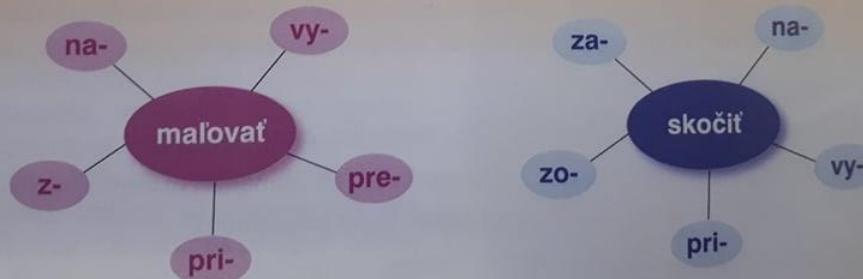 na-
vy-
maľovať
z-
pre-
pri-
za-
na-
skočiť
zo-
vy-
pri-